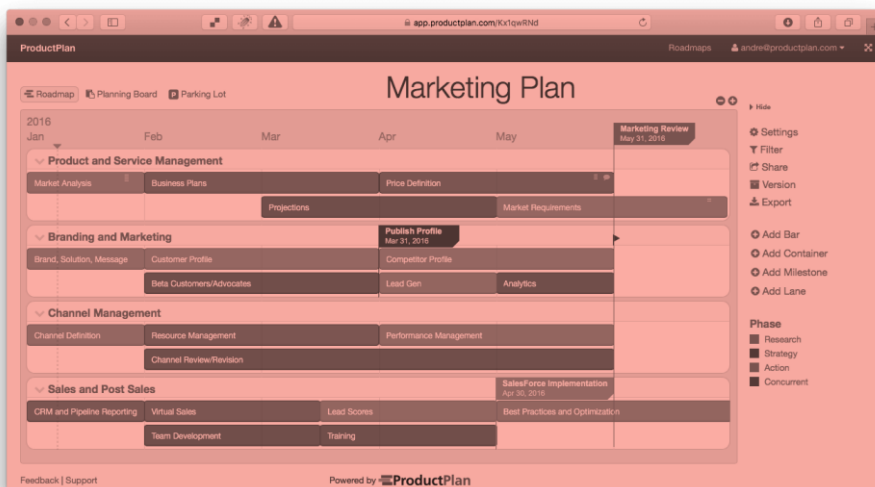 app.productplan.com/Kx1qwRNd
ProductPlan
Roadmaps
andre@productplan.com
Marketing Plan
Roadmap
Planning Board
Parking Lot
Hide
2016
Jan Feb Mar Apr May
Marketing Review
May 31, 2016
Product and Service Management
Market Analysis Business Plans Price Definition
Projections Market Requirements
Branding and Marketing
Publish Profile
Mar 31, 2016
Brand, Solution, Message Customer Profile Competitor Profile
Beta Customers/Advocates Lead Gen Analytics
Channel Management
Channel Definition Resource Management Performance Management
Channel Review/Revision
Sales and Post Sales
SalesForce Implementation
Apr 30, 2016
CRM and Pipeline Reporting Virtual Sales Lead Scores Best Practices and Optimization
Team Development Training
Settings
Filter
Share
Version
Export
Add Bar
Add Container
Add Milestone
Add Lane
Phase
Research
Strategy
Action
Concurrent
Feedback | Support
Powered by ProductPlan